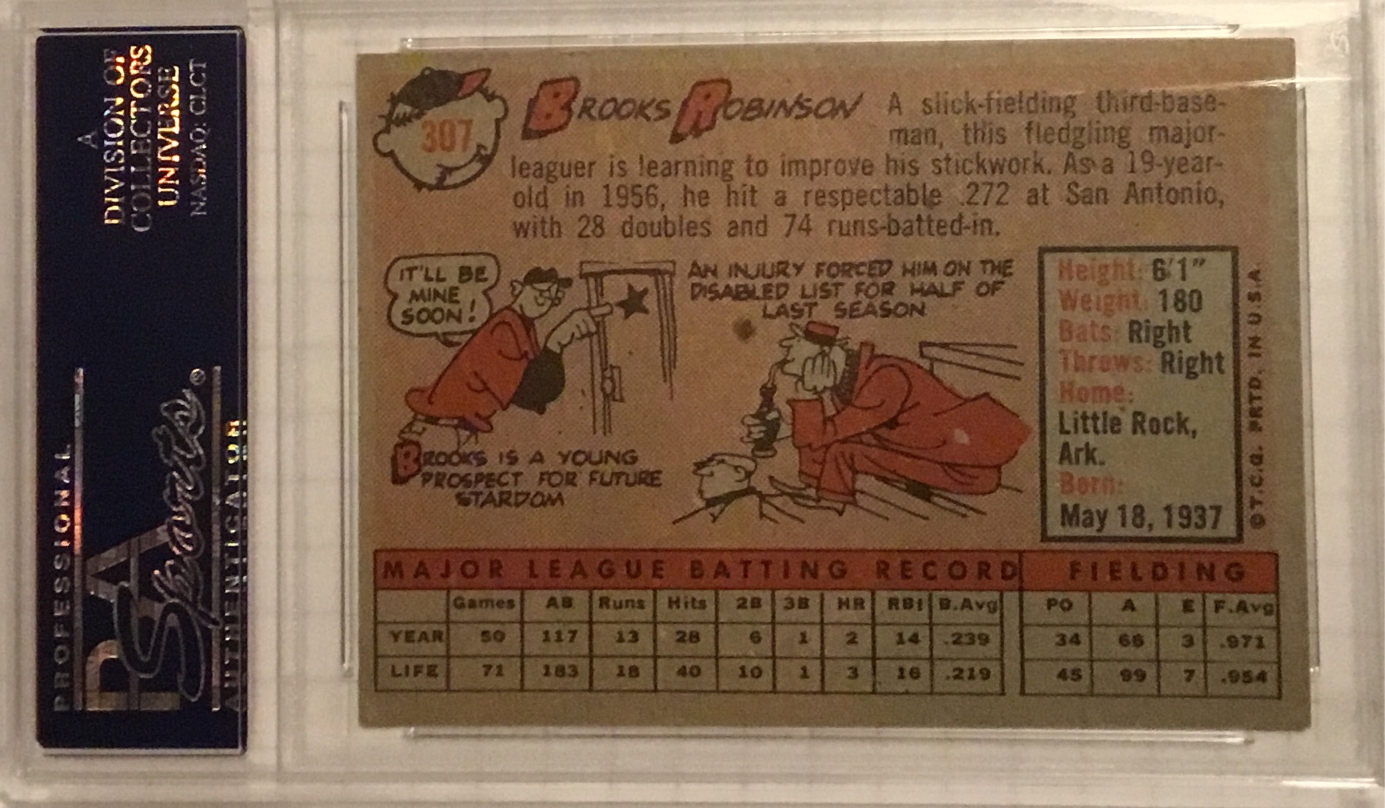 A
DIVISION OF
COLLECTORS
UNIVERSE
NASDAQ: CLCT
PROFESSIONAL
PSA
Sports®
AUTHENTICATOR
307
BROOKS ROBINSON
A slick-fielding third-base-
man, this fledgling major-
leaguer is learning to improve his stickwork. As a 19-year-
old in 1956, he hit a respectable .272 at San Antonio,
with 28 doubles and 74 runs-batted-in.
IT'LL BE
MINE
SOON!
BROOKS IS A YOUNG
PROSPECT FOR FUTURE
STARDOM
AN INJURY FORCED HIM ON THE
DISABLED LIST FOR HALF OF
LAST SEASON
Height: 6'1"
Weight: 180
Bats: Right
Throws: Right
Home:
Little Rock,
Ark.
Born:
May 18, 1937
©T.C.G. PRTD. IN U.S.A.
MAJOR LEAGUE BATTING RECORD FIELDING
Games AB Runs Hits 2B 3B HR RBI B.Avg PO A E F.Avg
YEAR 50 117 13 28 6 1 2 14 .239 34 66 3 .971
LIFE 71 183 18 40 10 1 3 16 .219 45 99 7 .954